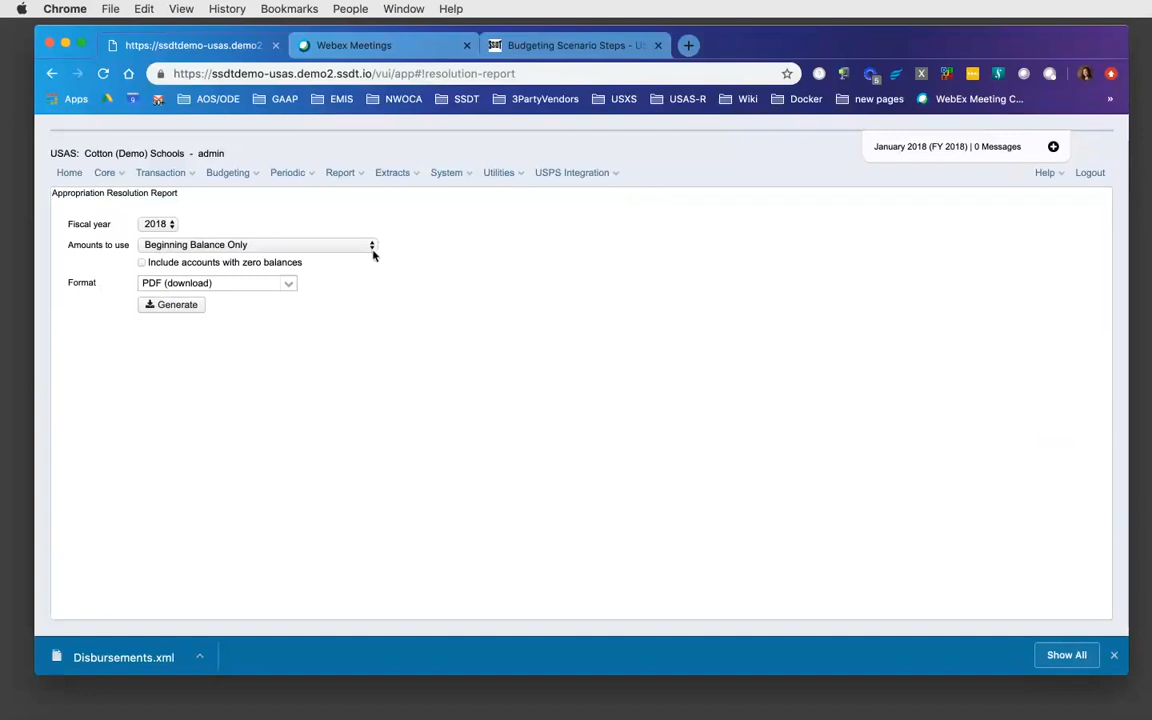 Chrome File Edit View History Bookmarks People Window Help
https://ssdtdemo-usas.demo2 Webex Meetings SSDT Budgeting Scenario Steps - U
https://ssdtdemo-usas.demo2.ssdt.io/vui/app#!resolution-report
Apps AOS/ODE GAAP EMIS NWOCA SSDT 3PartyVendors USXS USAS-R Wiki Docker new pages WebEx Meeting C... »
USAS: Cotton (Demo) Schools - admin
January 2018 (FY 2018) | 0 Messages
Home Core Transaction Budgeting Periodic Report Extracts System Utilities USPS Integration Help Logout
Appropriation Resolution Report
Fiscal year 2018
Amounts to use Beginning Balance Only
Include accounts with zero balances
Format PDF (download)
Generate
Disbursements.xml Show All